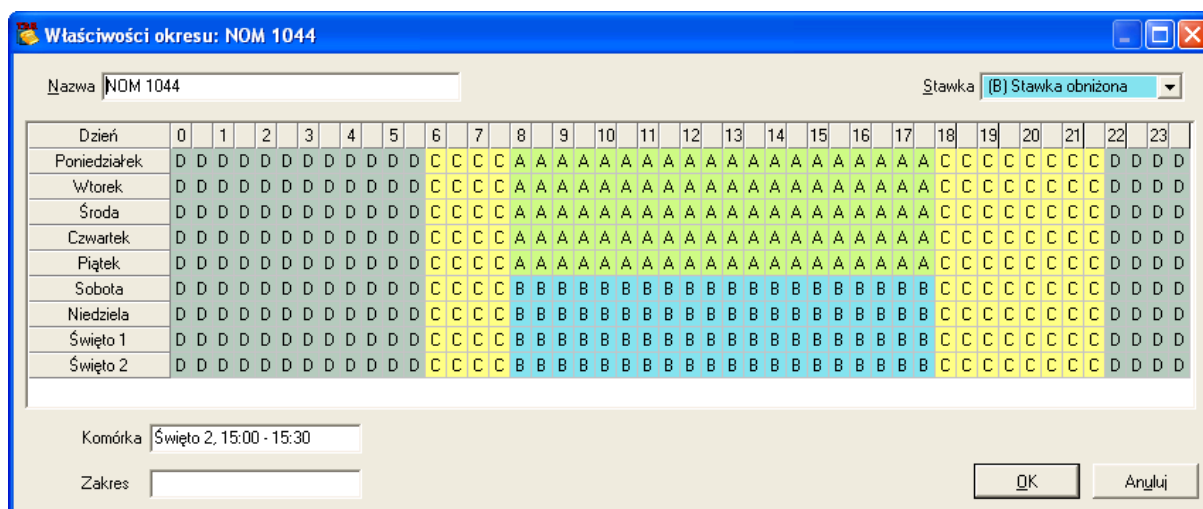 Właściwości okresu: NOM 1044
Nazwa NOM 1044 Stawka (B) Stawka obniżona
Dzień 0 1 2 3 4 5 6 7 8 9 10 11 12 13 14 15 16 17 18 19 20 21 22 23
Poniedziałek D D D D D D D D D D D D C C C C A A A A A A A A A A A A A A A A A A A A C C C C C C C C D D D D
Wtorek D D D D D D D D D D D D C C C C A A A A A A A A A A A A A A A A A A A A C C C C C C C C D D D D
Środa D D D D D D D D D D D D C C C C A A A A A A A A A A A A A A A A A A A A C C C C C C C C D D D D
Czwartek D D D D D D D D D D D D C C C C A A A A A A A A A A A A A A A A A A A A C C C C C C C C D D D D
Piątek D D D D D D D D D D D D C C C C A A A A A A A A A A A A A A A A A A A A C C C C C C C C D D D D
Sobota D D D D D D D D D D D D C C C C B B B B B B B B B B B B B B B B B B B B C C C C C C C C D D D D
Niedziela D D D D D D D D D D D D C C C C B B B B B B B B B B B B B B B B B B B B C C C C C C C C D D D D
Święto 1 D D D D D D D D D D D D C C C C B B B B B B B B B B B B B B B B B B B B C C C C C C C C D D D D
Święto 2 D D D D D D D D D D D D C C C C B B B B B B B B B B B B B B B B B B B B C C C C C C C C D D D D
Komórka Święto 2, 15:00 - 15:30
Zakres OK Anuluj